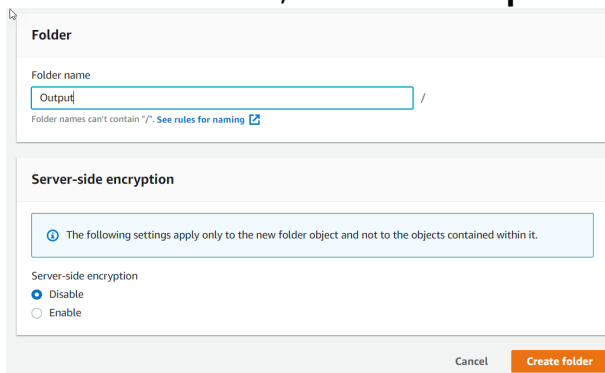 Folder
Folder name
Output
/
Folder names can't contain "/". See rules for naming
Server-side encryption
The following settings apply only to the new folder object and not to the objects contained within it.
Server-side encryption
Disable
Enable
Cancel
Create folder